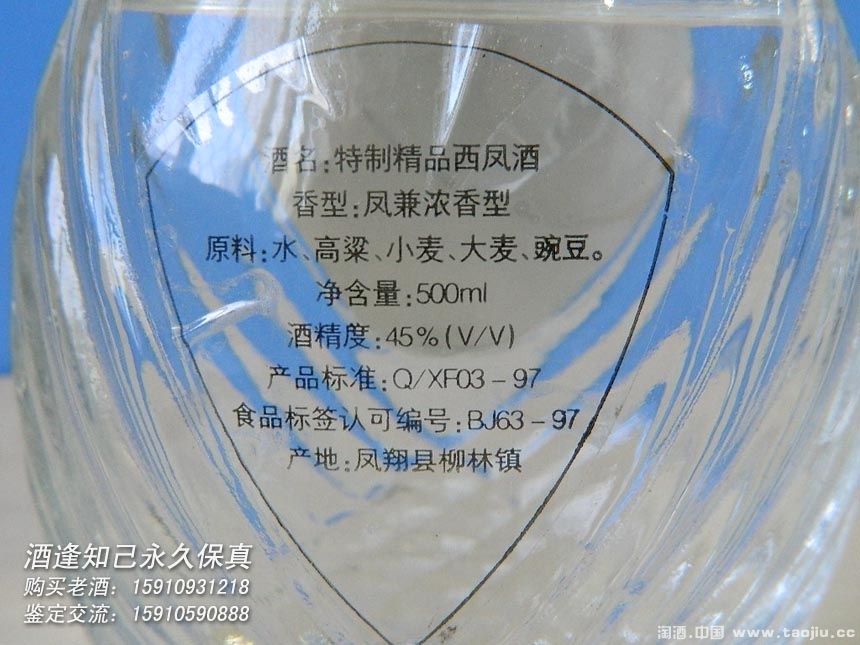 酒名:特制精品西凤酒
香型:凤兼浓香型
原料:水、高粱、小麦、大麦、豌豆。
净含量:500ml
酒精度:45%(V/V)
产品标准:Q/XF03-97
食品标签认可编号:BJ63-97
产地:凤翔县柳林镇
酒逢知己永久保真
购买老酒:15910931218
鉴定交流:15910590888
淘酒.中国 www.taojiu.cc